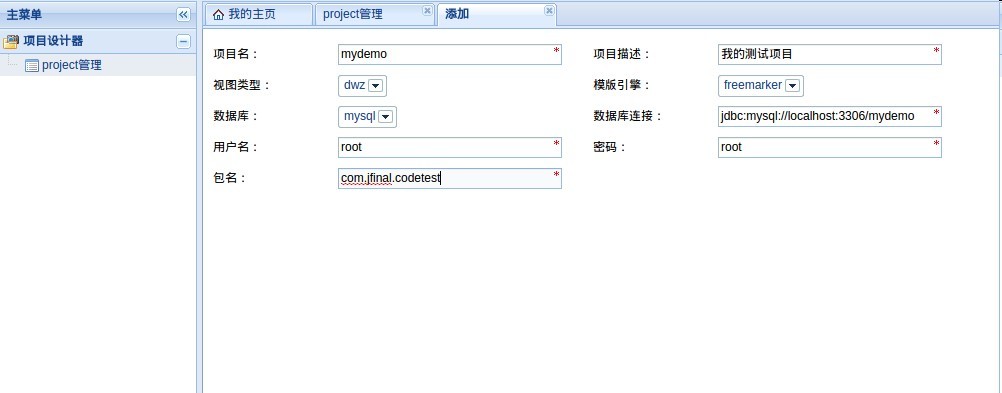 主菜单
项目设计器
project管理
我的主页 project管理 添加
项目名： mydemo * 项目描述： 我的测试项目 *
视图类型： dwz 模版引擎： freemarker
数据库： mysql 数据库连接： jdbc:mysql://localhost:3306/mydemo *
用户名： root * 密码： root *
包名： com.jfinal.codetest *